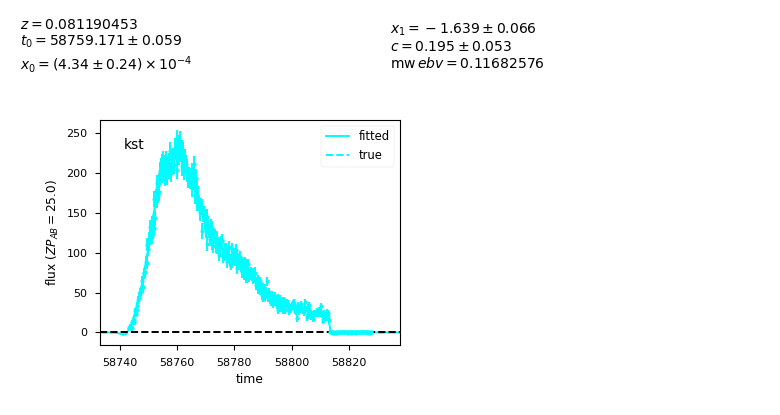 z = 0.081190453
t₀ = 58759.171 ± 0.059
x₀ = (4.34 ± 0.24) × 10⁻⁴
x₁ = − 1.639 ± 0.066
c = 0.195 ± 0.053
mw ebv = 0.11682576
kst
fitted
true
250
200
150
100
50
0
flux (ZP_AB = 25.0)
58740 58760 58780 58800 58820
time